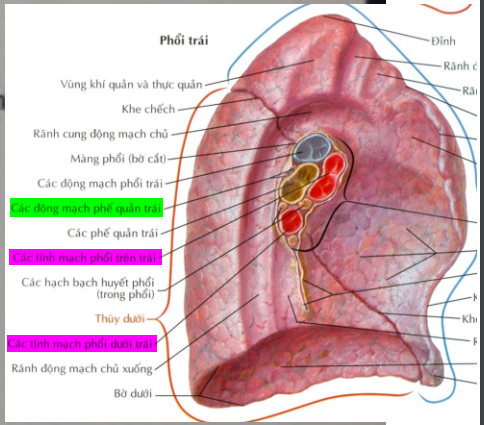 Phổi trái
Đỉnh
Rãnh
Vùng khí quản và thực quản
Khe chếch
Rãnh cung động mạch chủ
Màng phổi (bờ cắt)
Các động mạch phổi trái
Các động mạch phế quản trái
Các phế quản trái
Các tĩnh mạch phổi trên trái
Các hạch bạch huyết phổi
(trong phổi)
Thùy dưới
Các tĩnh mạch phổi dưới trái
Rãnh động mạch chủ xuống
Bờ dưới